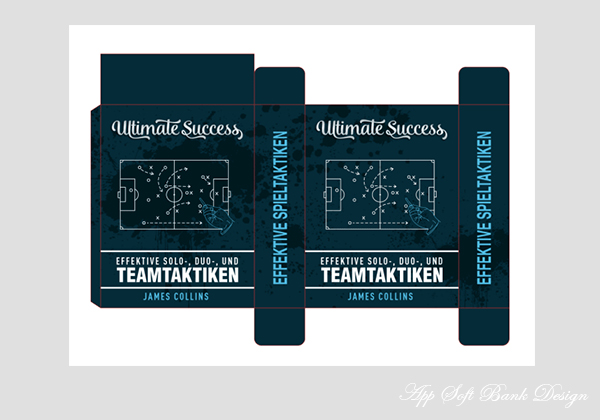 Ultimate Success
EFFEKTIVE SOLO-, DUO-, UND
TEAMTAKTIKEN
JAMES COLLINS
EFFEKTIVE SPIELTAKTIKEN
Ultimate Success
EFFEKTIVE SOLO-, DUO-, UND
TEAMTAKTIKEN
JAMES COLLINS
EFFEKTIVE SPIELTAKTIKEN
App Soft Bank Design